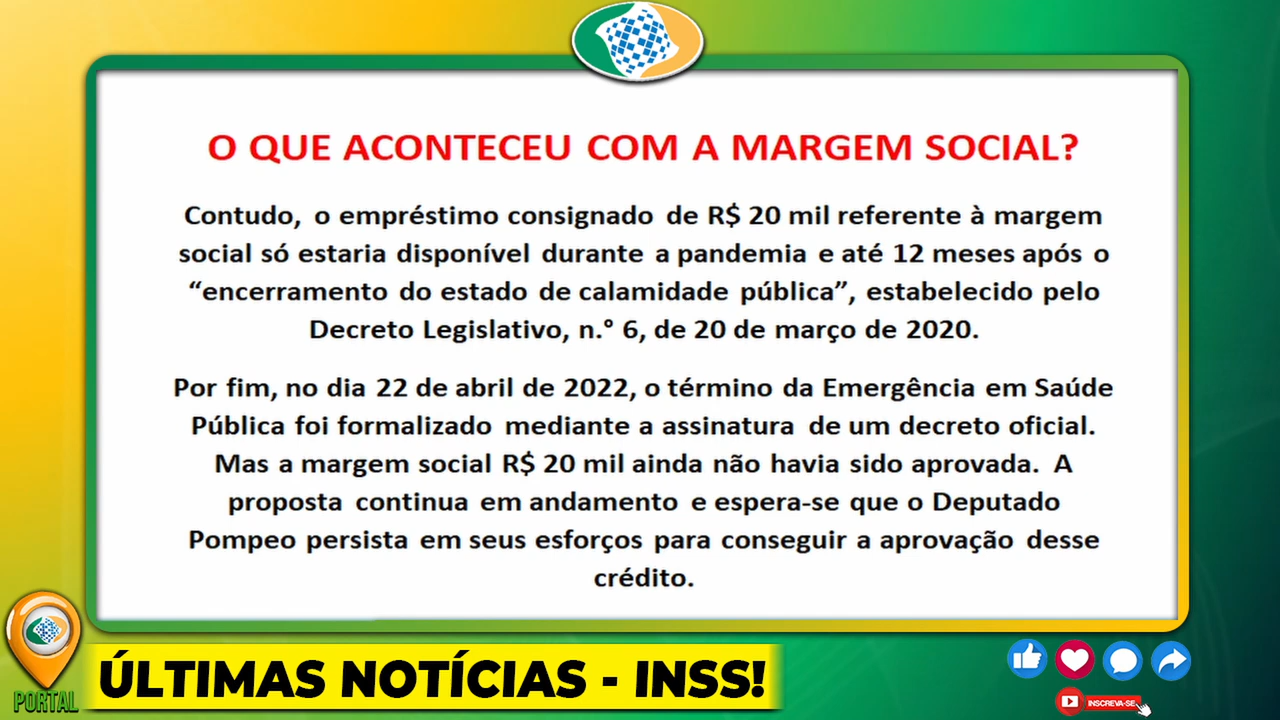 O QUE ACONTECEU COM A MARGEM SOCIAL?
Contudo, o empréstimo consignado de R$ 20 mil referente à margem
social só estaria disponível durante a pandemia e até 12 meses após o
“encerramento do estado de calamidade pública”, estabelecido pelo
Decreto Legislativo, n.° 6, de 20 de março de 2020.
Por fim, no dia 22 de abril de 2022, o término da Emergência em Saúde
Pública foi formalizado mediante a assinatura de um decreto oficial.
Mas a margem social R$ 20 mil ainda não havia sido aprovada. A
proposta continua em andamento e espera-se que o Deputado
Pompeo persista em seus esforços para conseguir a aprovação desse
crédito.
PORTAL
ÚLTIMAS NOTÍCIAS - INSS!
INSCREVA-SE